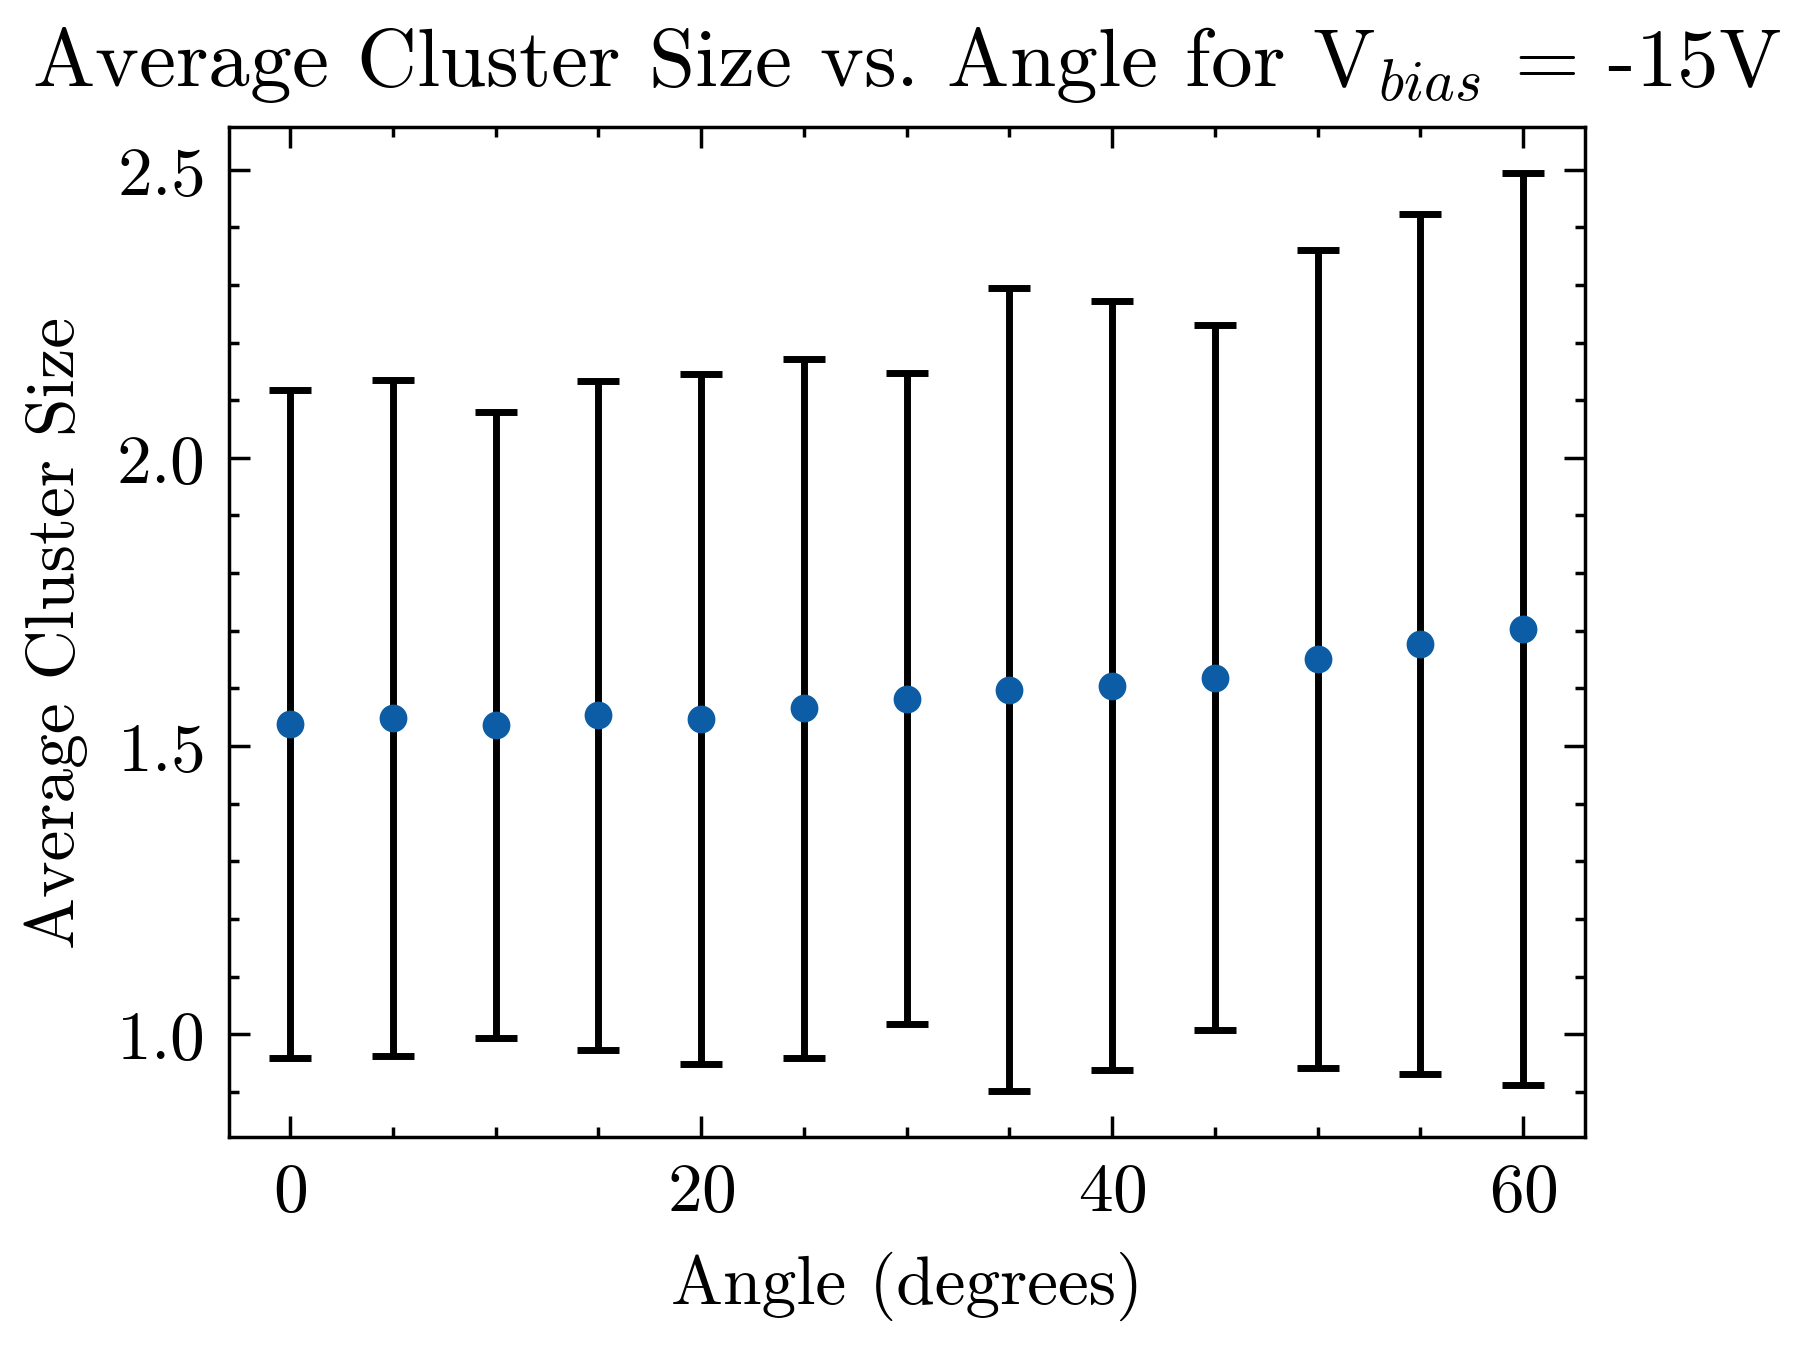 Average Cluster Size vs. Angle for V_bias = -15V
2.5
2.0
1.5
1.0
Average Cluster Size
0 20 40 60
Angle (degrees)